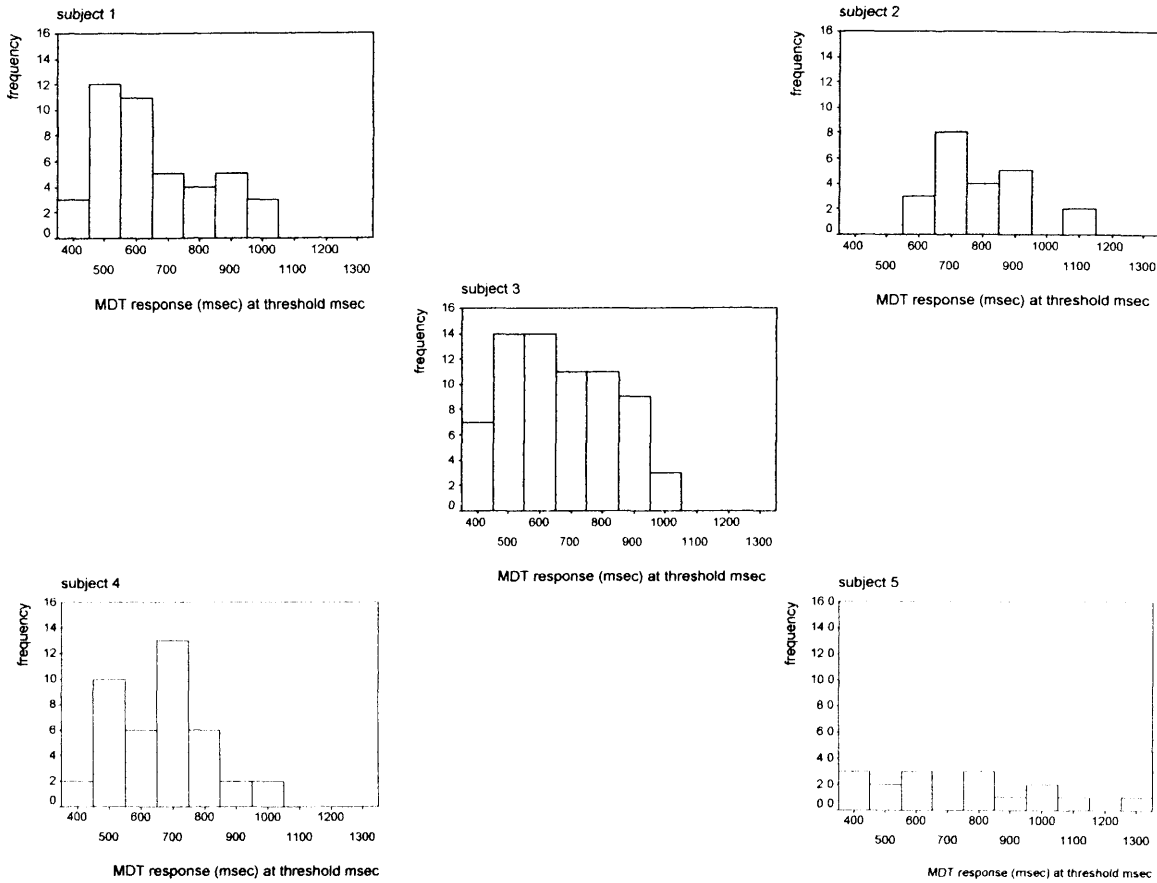 subject 1
frequency
16
14
12
10
8
6
4
2
0
400 600 800 1000 1200
500 700 900 1100 1300
MDT response (msec) at threshold msec
subject 2
frequency
16
14
12
10
8
6
4
2
0
400 600 800 1000 1200
500 700 900 1100 1300
MDT response (msec) at threshold msec
subject 3
frequency
16
14
12
10
8
6
4
2
0
400 600 800 1000 1200
500 700 900 1100 1300
MDT response (msec) at threshold msec
subject 4
frequency
16
14
12
10
8
6
4
2
0
400 600 800 1000 1200
500 700 900 1100 1300
MDT response (msec) at threshold msec
subject 5
frequency
16 0
14 0
12 0
10 0
8 0
6 0
4 0
2 0
0 0
400 600 800 1000 1200
500 700 900 1100 1300
MDT response (msec) at threshold msec